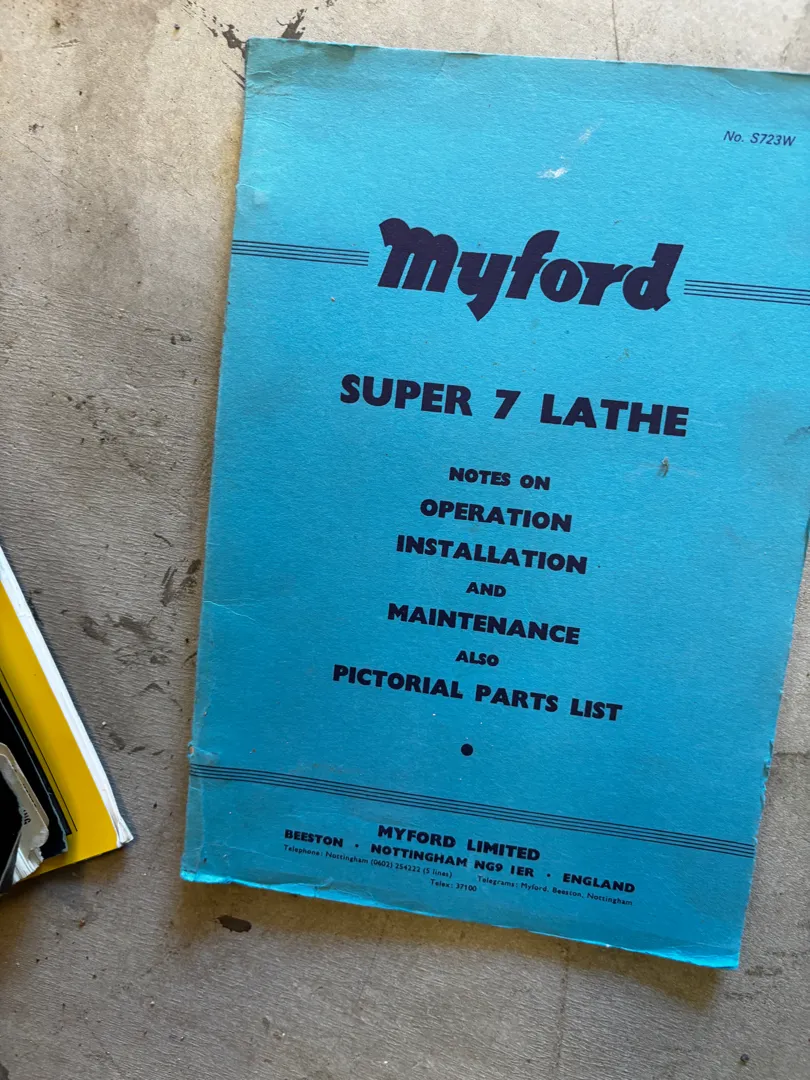 No. S723W
Myford
SUPER 7 LATHE
NOTES ON
OPERATION
INSTALLATION
AND
MAINTENANCE
ALSO
PICTORIAL PARTS LIST
MYFORD LIMITED
BEESTON · NOTTINGHAM NG9 1ER · ENGLAND
Telephone: Nottingham (0602) 254222 (5 lines) Telegrams: Myford, Beeston, Nottingham
Telex: 37100